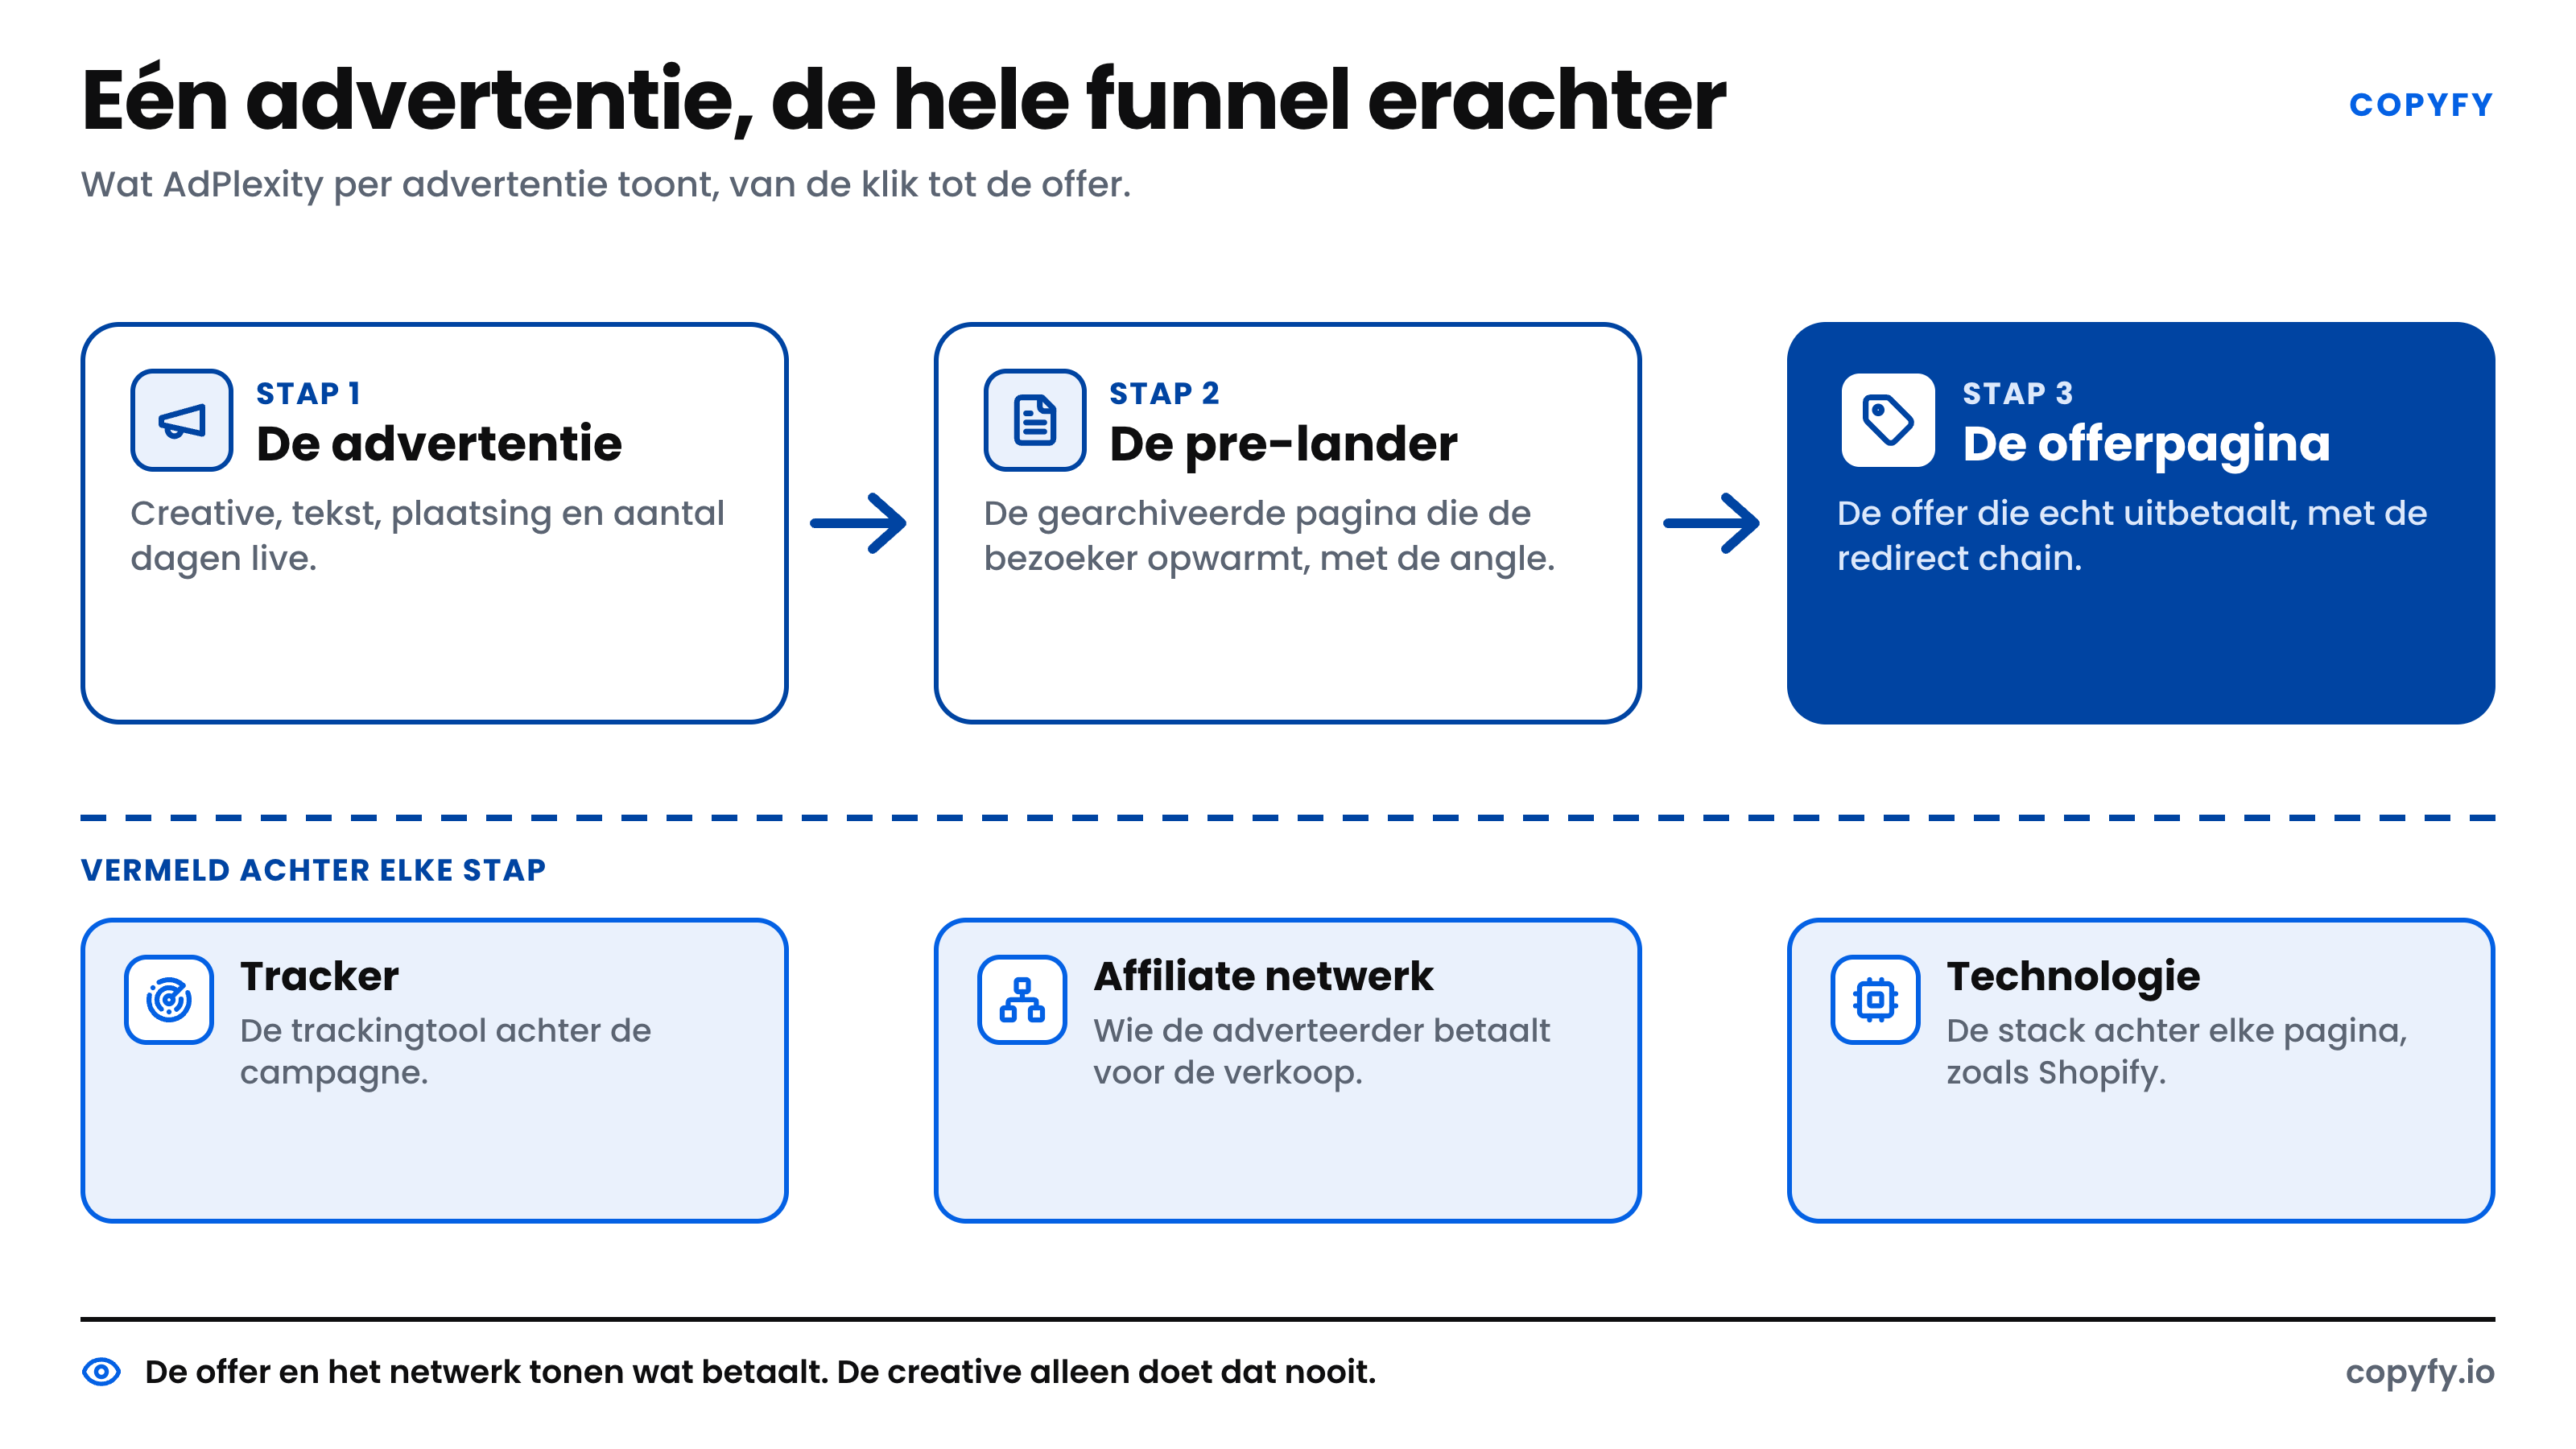 Eén advertentie, de hele funnel erachter
COPYFY
Wat AdPlexity per advertentie toont, van de klik tot de offer.
STAP 1
De advertentie
Creative, tekst, plaatsing en aantal
dagen live.
STAP 2
De pre-lander
De gearchiveerde pagina die de
bezoeker opwarmt, met de angle.
STAP 3
De offerpagina
De offer die echt uitbetaalt, met de
redirect chain.
VERMELD ACHTER ELKE STAP
Tracker
De trackingtool achter de
campagne.
Affiliate netwerk
Wie de adverteerder betaalt
voor de verkoop.
Technologie
De stack achter elke pagina,
zoals Shopify.
De offer en het netwerk tonen wat betaalt. De creative alleen doet dat nooit.
copyfy.io